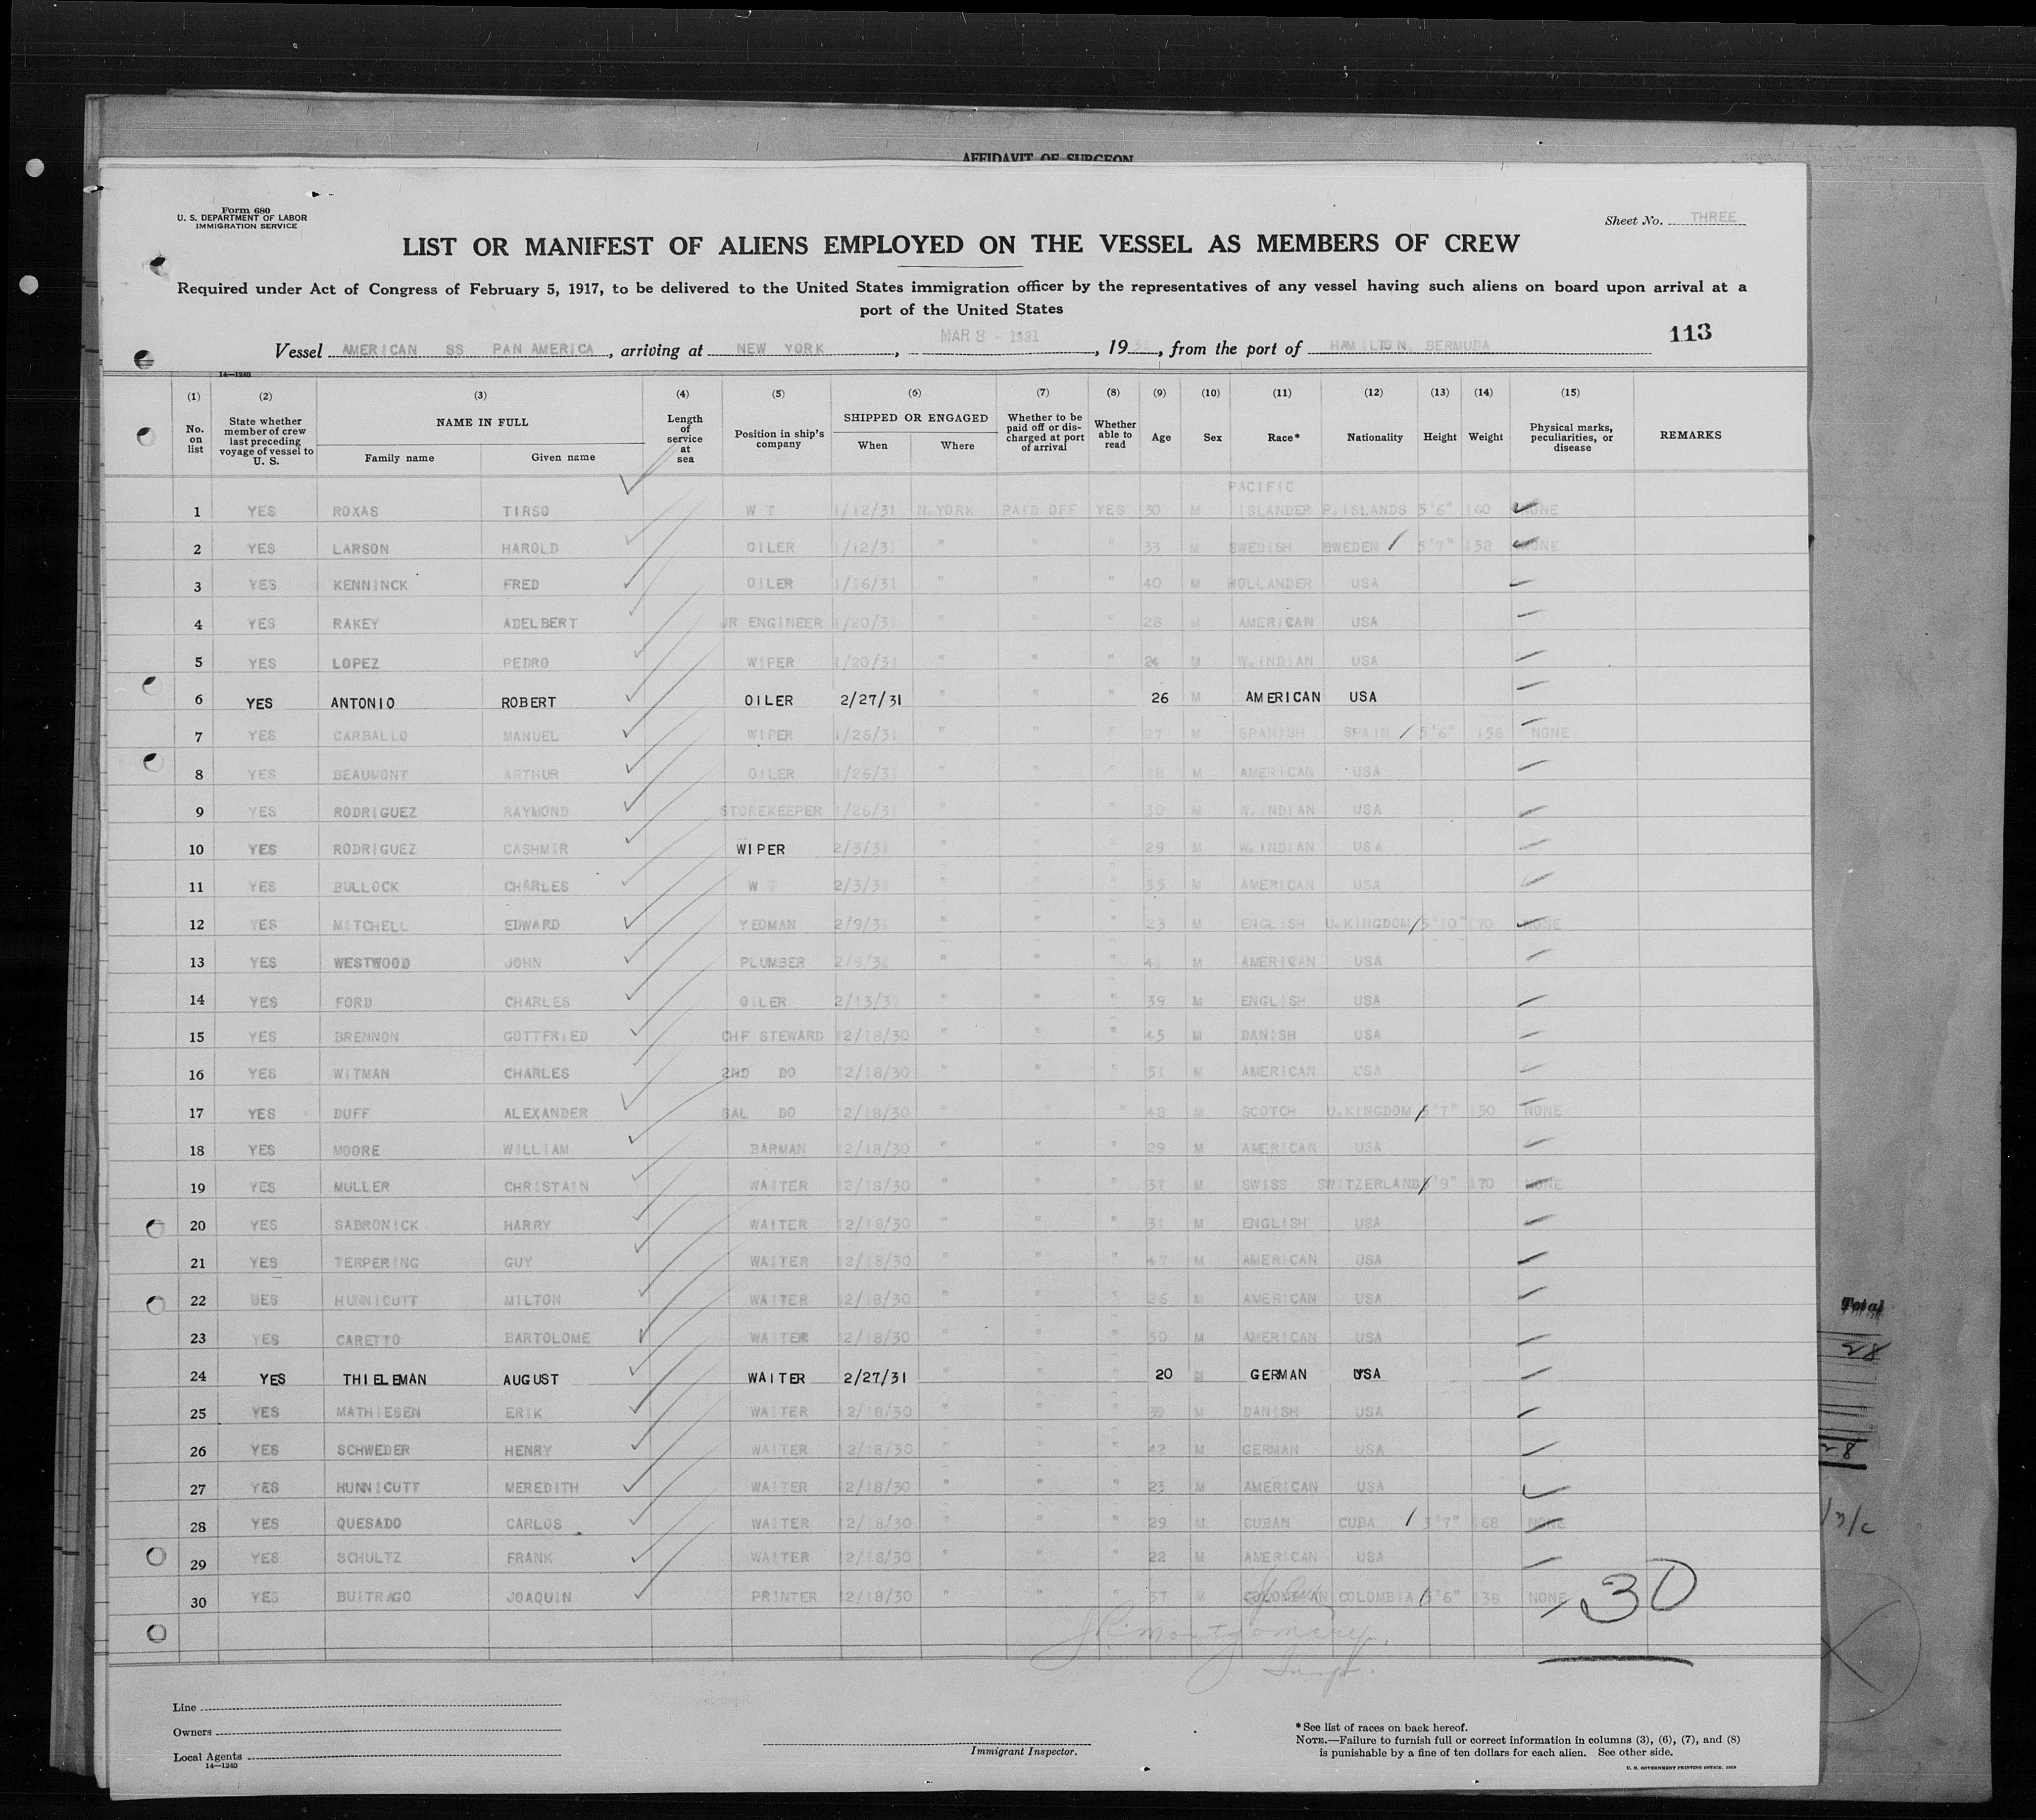 AFFIDAVIT OF SURGEON
Form 680
U. S. DEPARTMENT OF LABOR
IMMIGRATION SERVICE
Sheet No. THREE
LIST OR MANIFEST OF ALIENS EMPLOYED ON THE VESSEL AS MEMBERS OF CREW
Required under Act of Congress of February 5, 1917, to be delivered to the United States immigration officer by the representatives of any vessel having such aliens on board upon arrival at a
port of the United States
113
Vessel AMERICAN SS PAN AMERICA, arriving at NEW YORK, MAR 8 - 1931, 1931, from the port of HAMILTON. BERMUDA
14—1240
(1) (2) (3) (4) (5) (6) (7) (8) (9) (10) (11) (12) (13) (14) (15)
No. on list State whether member of crew last preceding voyage of vessel to U. S. NAME IN FULL Family name Given name Length of service at sea Position in ship's company SHIPPED OR ENGAGED When Where Whether to be paid off or discharged at port of arrival Whether able to read Age Sex Race* Nationality Height Weight Physical marks, peculiarities, or disease REMARKS
1 YES ROXAS TIRSO W T 1/12/31 N.YORK PAID OFF YES 30 M PACIFIC ISLANDER P.ISLANDS 5'6" 160 NONE
2 YES LARSON HAROLD OILER 1/12/31 " " " 33 M SWEDISH SWEDEN 5'7" 158 NONE
3 YES KENNINCK FRED OILER 1/16/31 " " " 40 M HOLLANDER USA
4 YES RAKEY ADELBERT JR ENGINEER 1/20/31 " " " 28 M AMERICAN USA
5 YES LOPEZ PEDRO WIPER 1/20/31 " " " 24 M W.INDIAN USA
6 YES ANTONIO ROBERT OILER 2/27/31 " " " 26 M AMERICAN USA
7 YES CARBALLO MANUEL WIPER 1/26/31 " " " 27 M SPANISH SPAIN 5'6" 156 NONE
8 YES BEAUMONT ARTHUR OILER 1/26/31 " " " 18 M AMERICAN USA
9 YES RODRIGUEZ RAYMOND STOREKEEPER 1/26/31 " " " 30 M W.INDIAN USA
10 YES RODRIGUEZ CASHMIR WIPER 2/3/31 " " " 29 M W.INDIAN USA
11 YES BULLOCK CHARLES W T 2/3/31 " " " 35 M AMERICAN USA
12 YES MITCHELL EDWARD YEOMAN 2/9/31 " " " 23 M ENGLISH U.KINGDOM 5'10" 170 NONE
13 YES WESTWOOD JOHN PLUMBER 2/9/31 " " " 41 M AMERICAN USA
14 YES FORD CHARLES OILER 2/13/31 " " " 39 M ENGLISH USA
15 YES BRENNON GOTTFRIED CHF STEWARD 12/18/30 " " " 45 M DANISH USA
16 YES WITMAN CHARLES 2ND DO 12/18/30 " " " 51 M AMERICAN USA
17 YES DUFF ALEXANDER SAL DO 12/18/30 " " " 48 M SCOTCH U.KINGDOM 5'7" 150 NONE
18 YES MOORE WILLIAM BARMAN 12/18/30 " " " 29 M AMERICAN USA
19 YES MULLER CHRISTAIN WAITER 12/18/30 " " " 37 M SWISS SWITZERLAND 5'9" 170 NONE
20 YES SABRONICK HARRY WAITER 12/18/30 " " " 31 M ENGLISH USA
21 YES TERPERING GUY WAITER 12/18/30 " " " 47 M AMERICAN USA
22 UES HUNNICUTT MILTON WAITER 12/18/30 " " " 26 M AMERICAN USA
23 YES CARETTO BARTOLOME WAITER 12/18/30 " " " 50 M AMERICAN USA
24 YES THIELEMAN AUGUST WAITER 2/27/31 " " " 20 M GERMAN USA
25 YES MATHIESEN ERIK WAITER 12/18/30 " " " 39 M DANISH USA
26 YES SCHWEDER HENRY WAITER 12/18/30 " " " 42 M GERMAN USA
27 YES HUNNICUTT MEREDITH WAITER 12/18/30 " " " 23 M AMERICAN USA
28 YES QUESADO CARLOS WAITER 12/18/30 " " " 29 M CUBAN CUBA 5'7" 168 NONE
29 YES SCHULTZ FRANK WAITER 12/18/30 " " " 22 M AMERICAN USA
30 YES BUITRAGO JOAQUIN PRINTER 12/18/30 " " " 37 M COLOMBIAN COLOMBIA 5'6" 138 NONE
30
Montgomery
Insp.
Total
28
28
Line
Owners
Local Agents
14—1240
Immigrant Inspector.
*See list of races on back hereof.
NOTE.—Failure to furnish full or correct information in columns (3), (6), (7), and (8)
is punishable by a fine of ten dollars for each alien. See other side.
U. S. GOVERNMENT PRINTING OFFICE: 1929